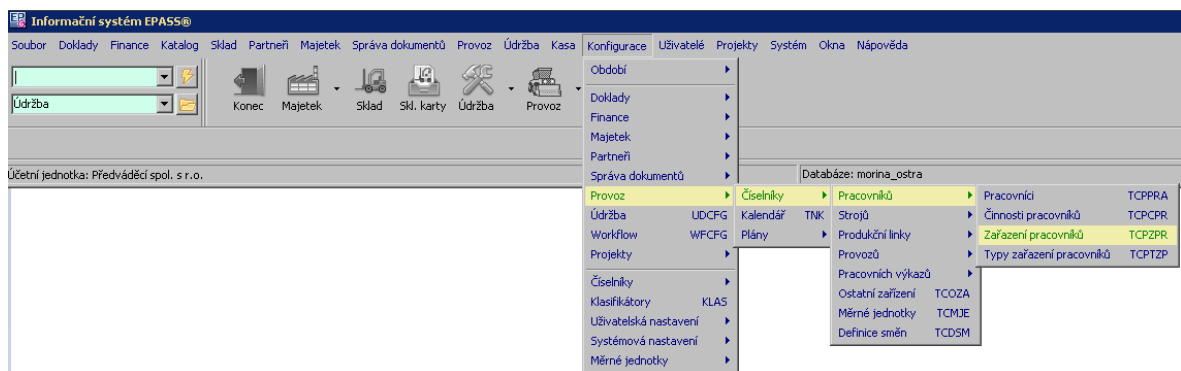 Informační systém EPASS®
Soubor Doklady Finance Katalog Sklad Partneři Majetek Správa dokumentů Provoz Údržba Kasa Konfigurace Uživatelé Projekty Systém Okna Nápověda
Údržba
Konec Majetek Sklad Skl. karty Údržba Provoz
Účetní jednotka: Předváděcí spol. s r.o.
Databáze: morina_ostra
Období
Doklady
Finance
Majetek
Partneři
Správa dokumentů
Provoz
Údržba UDCFG
Workflow WFCFG
Projekty
Číselníky
Klasifikátory KLAS
Uživatelská nastavení
Systémová nastavení
Měrné jednotky
Číselníky
Kalendář TNK
Plány
Pracovníků
Strojů
Produkční linky
Provozů
Pracovních výkazů
Ostatní zařízení TCOZA
Měrné jednotky TCMJE
Definice směn TCDSM
Pracovníci TCPPRA
Činnosti pracovníků TCPCPR
Zařazení pracovníků TCPZPR
Typy zařazení pracovníků TCPTZP